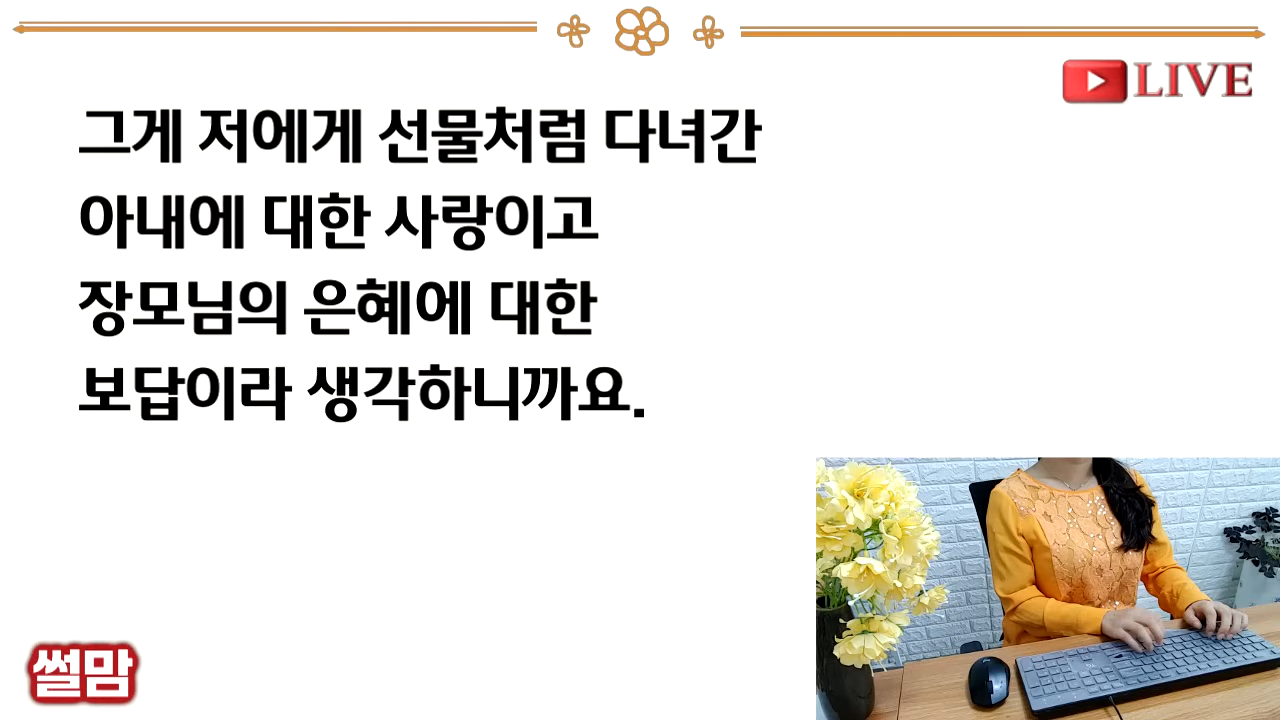 LIVE
그게 저에게 선물처럼 다녀간
아내에 대한 사랑이고
장모님의 은혜에 대한
보답이라 생각하니까요.
썰맘